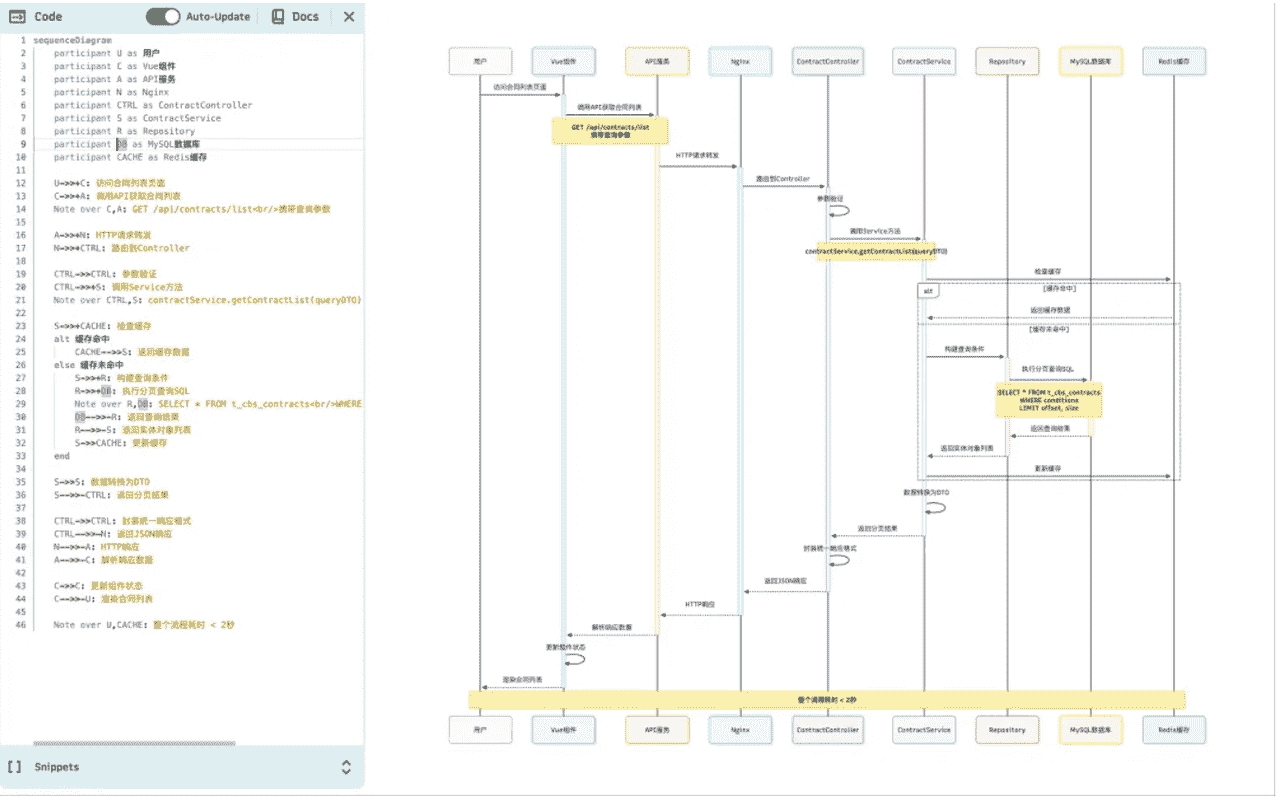 Code
Auto-Update
Docs
1 sequenceDiagram
2 participant U as 用户
3 participant C as Vue组件
4 participant A as API服务
5 participant N as Nginx
6 participant CTRL as ContractController
7 participant S as ContractService
8 participant R as Repository
9 participant DB as MySQL数据库
10 participant CACHE as Redis缓存
11
12 U->>+C: 访问合同列表页面
13 C->>+A: 调用API获取合同列表
14 Note over C,A: GET /api/contracts/list<br/>携带查询参数
15
16 A->>+N: HTTP请求转发
17 N->>+CTRL: 路由到Controller
18
19 CTRL->>CTRL: 参数验证
20 CTRL->>+S: 调用Service方法
21 Note over CTRL,S: contractService.getContractList(queryDTO)
22
23 S->>+CACHE: 检查缓存
24 alt 缓存命中
25 CACHE-->>S: 返回缓存数据
26 else 缓存未命中
27 S->>+R: 构建查询条件
28 R->>+DB: 执行分页查询SQL
29 Note over R,DB: SELECT * FROM t_cbs_contracts<br/>WHERE
30 DB-->>-R: 返回查询结果
31 R-->>-S: 返回实体对象列表
32 S->>CACHE: 更新缓存
33 end
34
35 S->>S: 数据转换为DTO
36 S-->>-CTRL: 返回分页结果
37
38 CTRL->>CTRL: 封装统一响应格式
39 CTRL-->>-N: 返回JSON响应
40 N-->>-A: HTTP响应
41 A-->>-C: 解析响应数据
42
43 C->>C: 更新组件状态
44 C-->>-U: 渲染合同列表
45
46 Note over U,CACHE: 整个流程耗时 < 2秒
Snippets
用户 Vue组件 API服务 Nginx ContractController ContractService Repository MySQL数据库 Redis缓存
访问合同列表页面
调用API获取合同列表
GET /api/contracts/list
携带查询参数
HTTP请求转发
路由到Controller
参数验证
调用Service方法
contractService.getContractList(queryDTO)
检查缓存
alt
[缓存命中]
返回缓存数据
[缓存未命中]
构建查询条件
执行分页查询SQL
SELECT * FROM t_cbs_contracts
WHERE conditions
LIMIT offset, size
返回查询结果
返回实体对象列表
更新缓存
数据转换为DTO
返回分页结果
封装统一响应格式
返回JSON响应
HTTP响应
解析响应数据
更新组件状态
渲染合同列表
整个流程耗时 < 2秒
用户 Vue组件 API服务 Nginx ContractController ContractService Repository MySQL数据库 Redis缓存